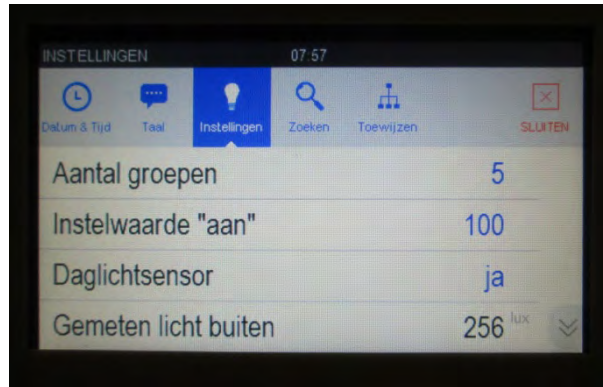 INSTELLINGEN 07:57
Datum & Tijd Taal Instellingen Zoeken Toewijzen SLUITEN
Aantal groepen 5
Instelwaarde "aan" 100
Daglichtsensor ja
Gemeten licht buiten 256 lux